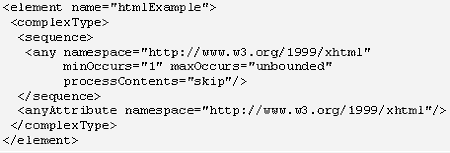 <element name="htmlExample">
<complexType>
<sequence>
<any namespace="http://www.w3.org/1999/xhtml"
minOccurs="1" maxOccurs="unbounded"
processContents="skip"/>
</sequence>
<anyAttribute namespace="http://www.w3.org/1999/xhtml"/>
</complexType>
</element>